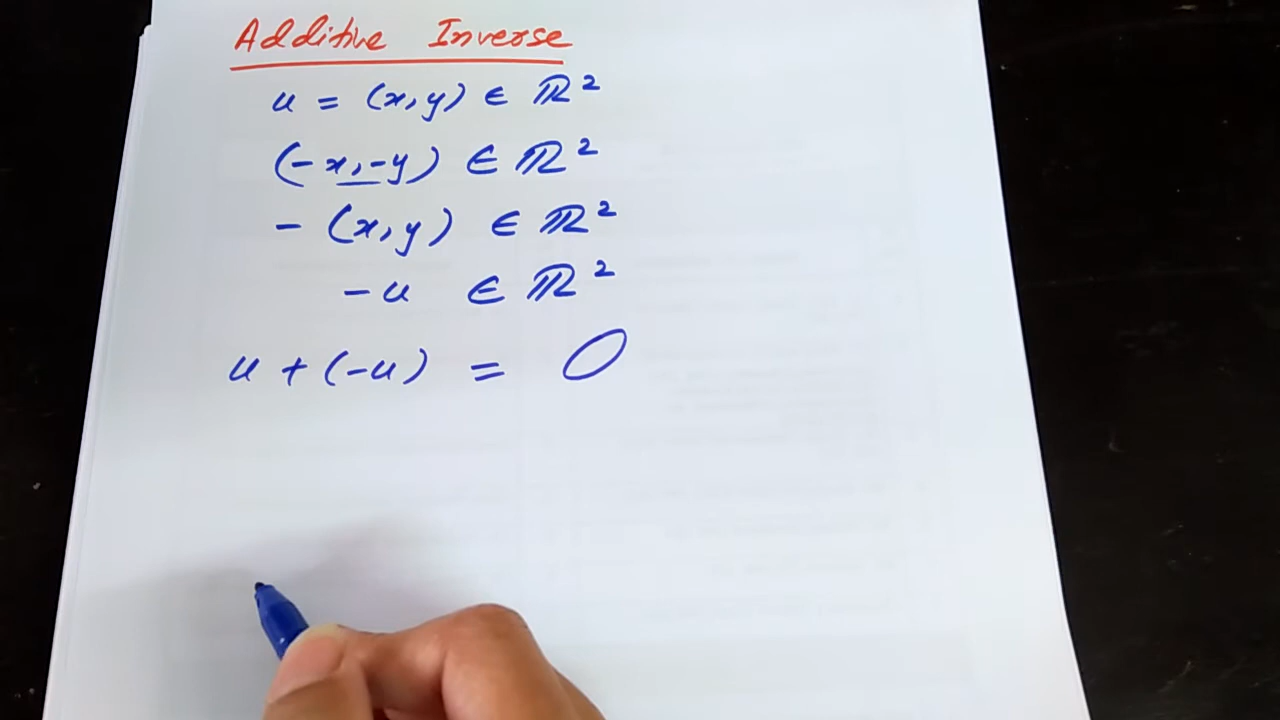 Additive Inverse
u = (x,y) ∈ ℝ²
(-x,-y) ∈ ℝ²
- (x,y) ∈ ℝ²
-u ∈ ℝ²
u + (-u) = 0